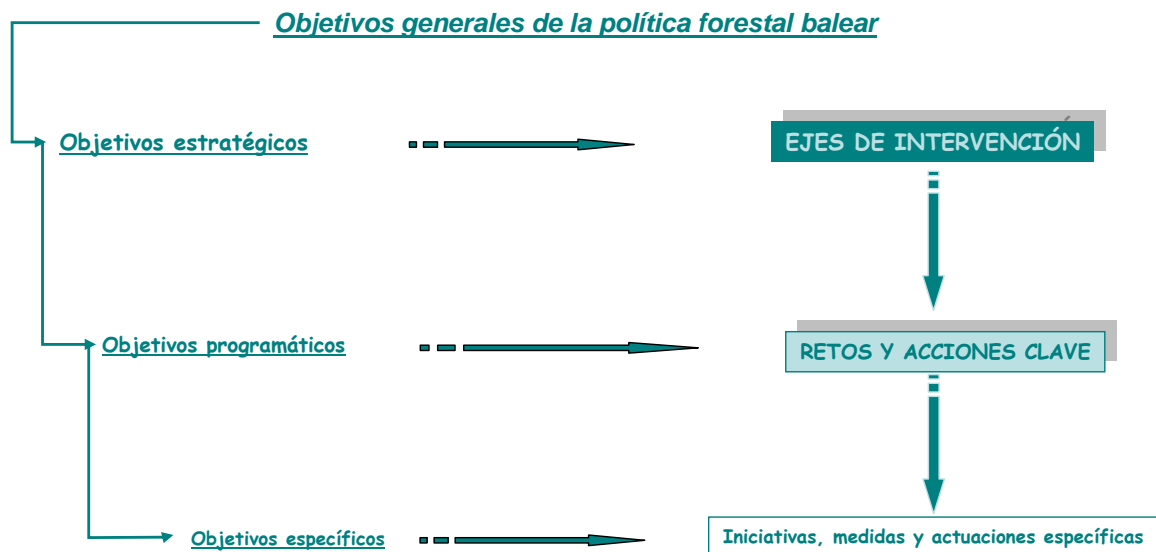 Objetivos generales de la política forestal balear
Objetivos estratégicos
EJES DE INTERVENCIÓN
Objetivos programáticos
RETOS Y ACCIONES CLAVE
Objetivos específicos
Iniciativas, medidas y actuaciones específicas